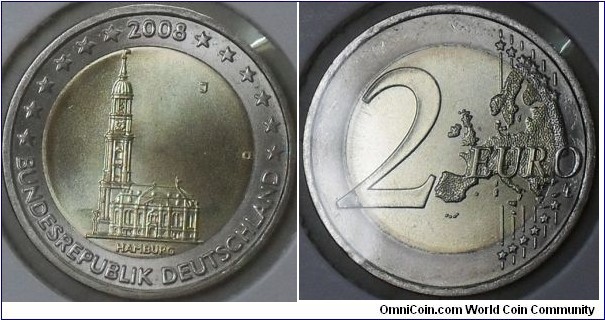 2008
BUNDESREPUBLIK DEUTSCHLAND
HAMBURG
2 EURO
OmniCoin.com World Coin Community